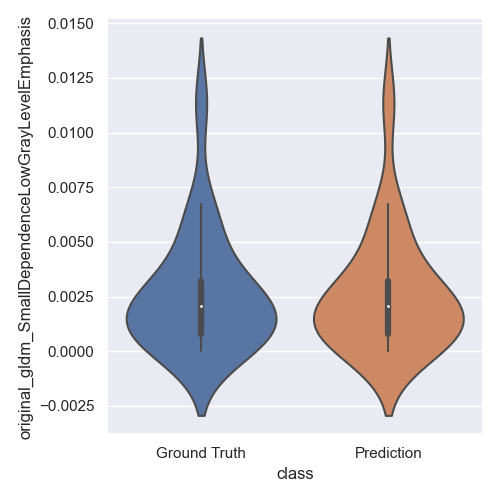 original_gldm_SmallDependenceLowGrayLevelEmphasis
0.0150
0.0125
0.0100
0.0075
0.0050
0.0025
0.0000
−0.0025
Ground Truth
Prediction
class